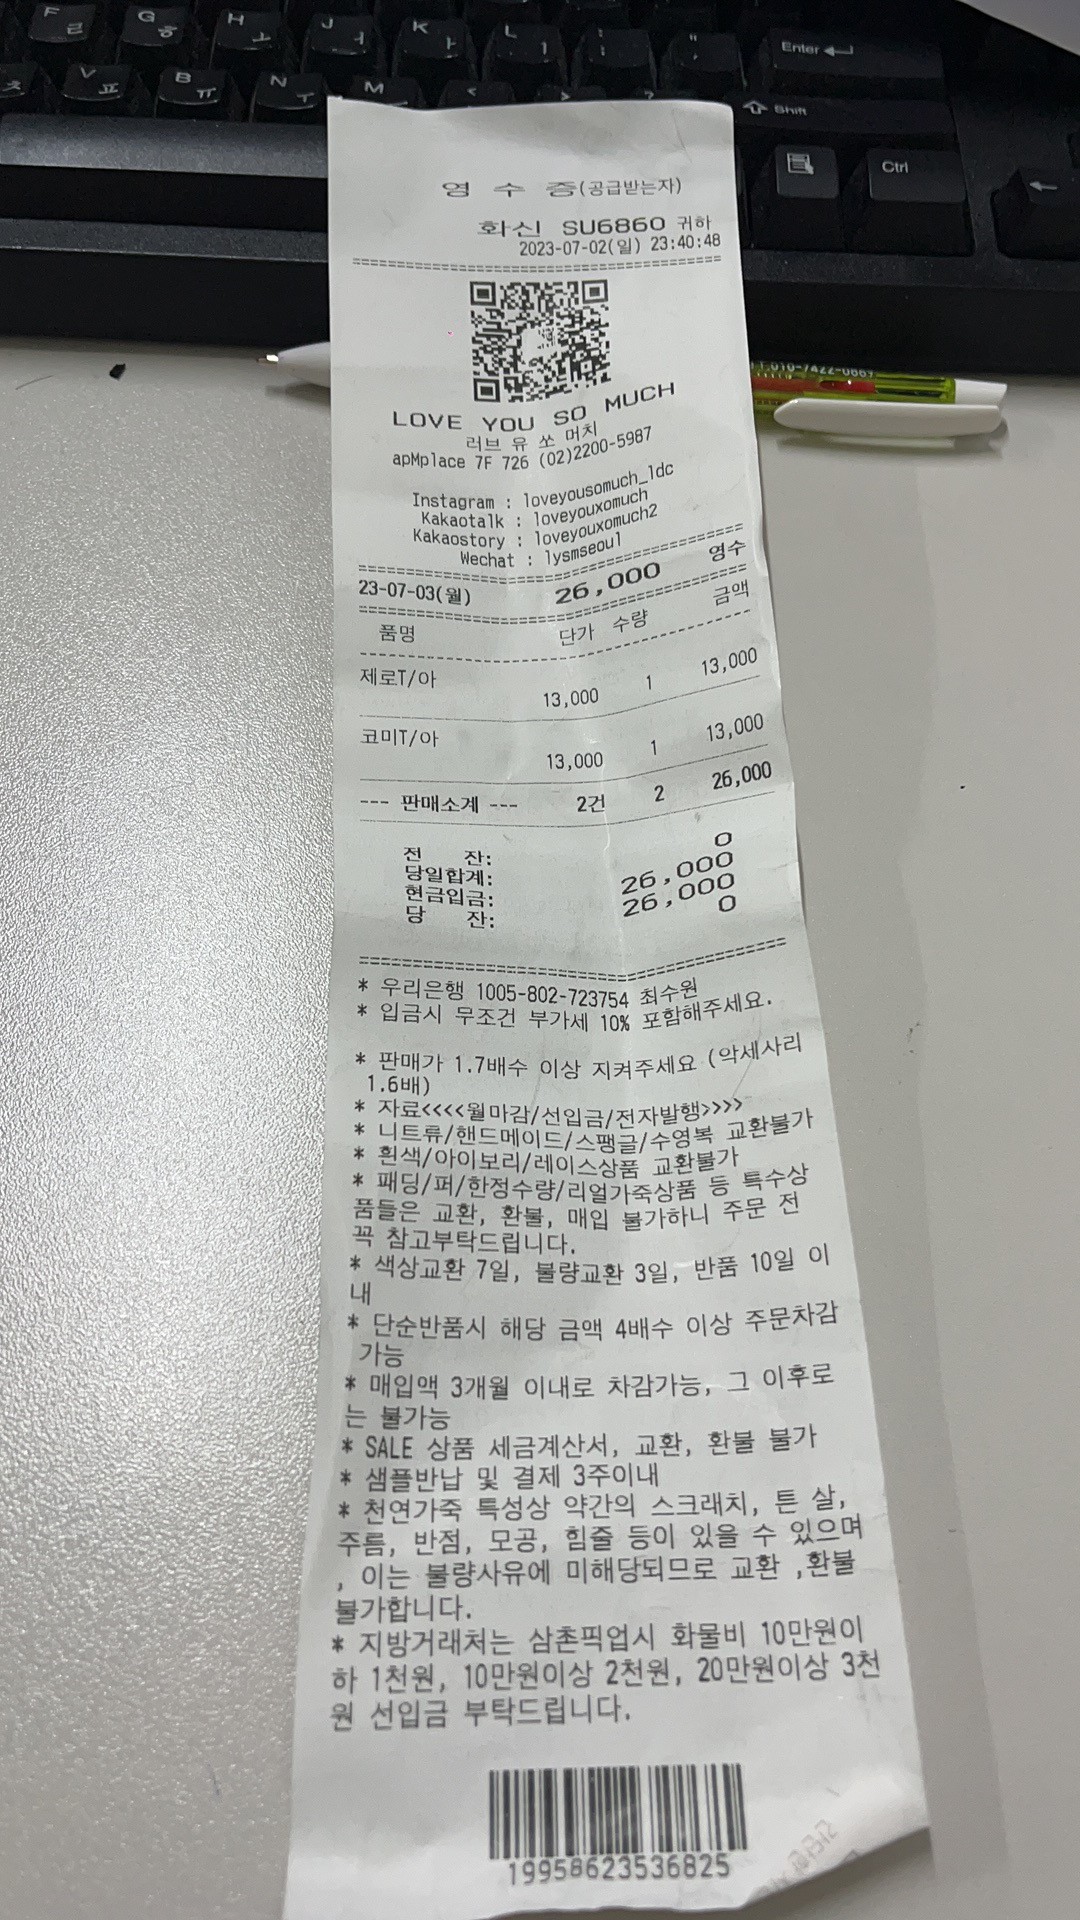 F ㄹ
G ㅎ
H ㅗ
J ㅓ
K ㅏ
L ㅣ
: ;
"
Enter
ㅊ
V ㅍ
B ㅠ
N ㅜ
M
<
>
?
Shift
Ctrl
영 수 증(공급받는자)
화신 SU6860 귀하
2023-07-02(일) 23:40:48
LOVE YOU SO MUCH
러브 유 쏘 머치
apMplace 7F 726 (02)2200-5987
Instagram : loveyousomuch_ldc
Kakaotalk : loveyouxomuch
Kakaostory : loveyouxomuch2
Wechat : lysmseoul
23-07-03(월) 26,000 영수
품명 단가 수량 금액
제로T/아
13,000 1 13,000
코미T/아
13,000 1 13,000
--- 판매소계 --- 2건 2 26,000
전 잔: 0
당일합계: 26,000
현금입금: 26,000
당 잔: 0
* 우리은행 1005-802-723754 최수원
* 입금시 무조건 부가세 10% 포함해주세요.
* 판매가 1.7배수 이상 지켜주세요 (악세사리
1.6배)
* 자료<<<<월마감/선입금/전자발행>>>>
* 니트류/핸드메이드/스팽글/수영복 교환불가
* 흰색/아이보리/레이스상품 교환불가
* 패딩/퍼/한정수량/리얼가죽상품 등 특수상
품들은 교환, 환불, 매입 불가하니 주문 전
꼭 참고부탁드립니다.
* 색상교환 7일, 불량교환 3일, 반품 10일 이
내
* 단순반품시 해당 금액 4배수 이상 주문차감
가능
* 매입액 3개월 이내로 차감가능, 그 이후로
는 불가능
* SALE 상품 세금계산서, 교환, 환불 불가
* 샘플반납 및 결제 3주이내
* 천연가죽 특성상 약간의 스크래치, 튼 살,
주름, 반점, 모공, 힘줄 등이 있을 수 있으며
, 이는 불량사유에 미해당되므로 교환 ,환불
불가합니다.
* 지방거래처는 삼촌픽업시 화물비 10만원이
하 1천원, 10만원이상 2천원, 20만원이상 3천
원 선입금 부탁드립니다.
19958623536825